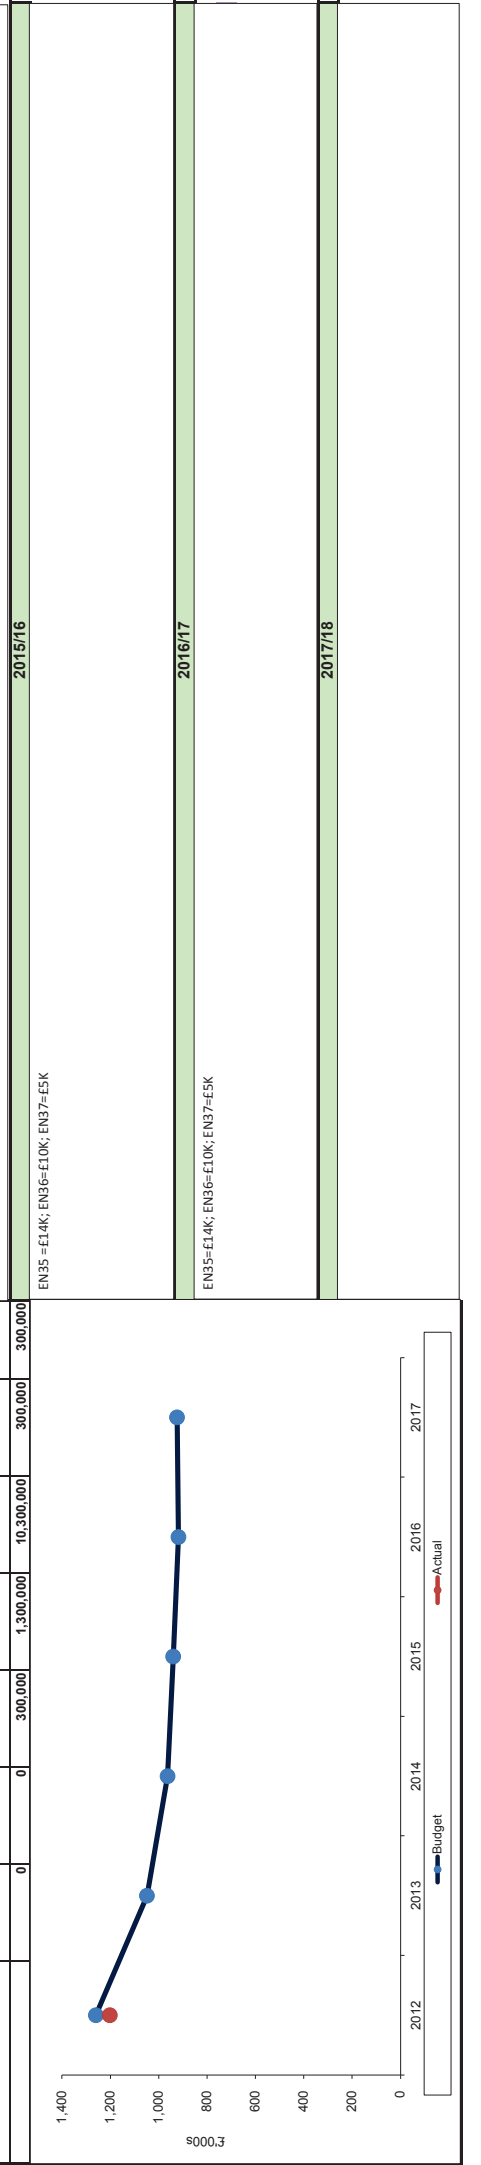 0 0 300,000 1,300,000 10,300,000 300,000 300,000
£'000s
1,400
1,200
1,000
800
600
400
200
0
2012 2013 2014 2015 2016 2017
Budget Actual
2015/16
EN35 =£14K; EN36=£10K; EN37=£5K
2016/17
EN35=£14K; EN36=£10K; EN37=£5K
2017/18